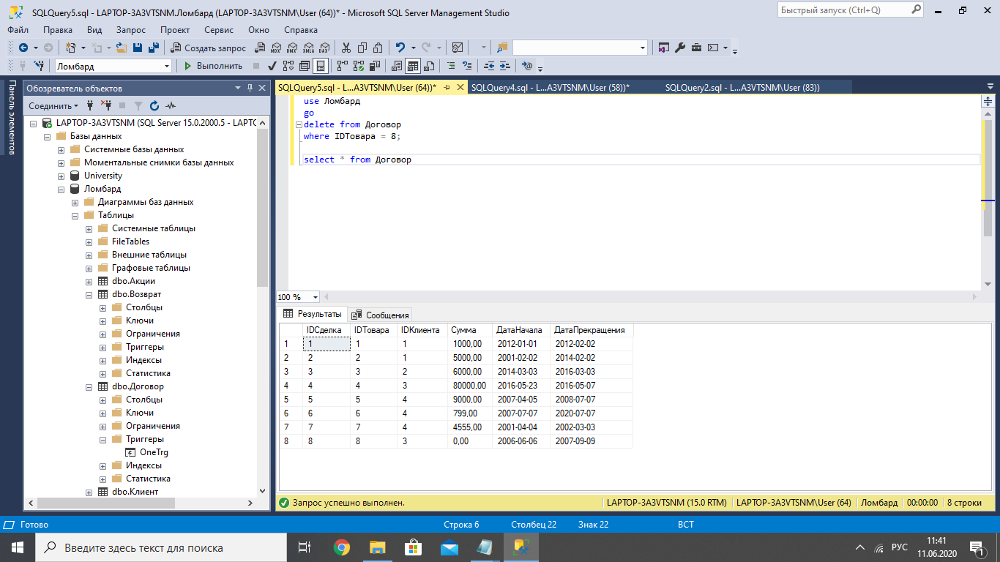 SQLQuery5.sql - LAPTOP-3A3VTSNM.Ломбард (LAPTOP-3A3VTSNM\User (64))* - Microsoft SQL Server Management Studio
Быстрый запуск (Ctrl+Q)
Файл Правка Вид Запрос Проект Сервис Окно Справка
Создать запрос MDX DMX XMLA DAX
Ломбард Выполнить
Панель элементов
Обозреватель объектов
Соединить
LAPTOP-3A3VTSNM (SQL Server 15.0.2000.5 - LAPTC
Базы данных
Системные базы данных
Моментальные снимки базы данных
University
Ломбард
Диаграммы баз данных
Таблицы
Системные таблицы
FileTables
Внешние таблицы
Графовые таблицы
dbo.Акции
dbo.Возврат
Столбцы
Ключи
Ограничения
Триггеры
Индексы
Статистика
dbo.Договор
Столбцы
Ключи
Ограничения
Триггеры
OneTrg
Индексы
Статистика
dbo.Клиент
SQLQuery5.sql - L...A3VTSNM\User (64))* SQLQuery4.sql - L...A3VTSNM\User (58))* SQLQuery2.sql - L...A3VTSNM\User (83))
use Ломбард
go
delete from Договор
where IDТовара = 8;
select * from Договор
100 %
Результаты Сообщения
IDСделка IDТовара IDКлиента Сумма ДатаНачала ДатаПрекращения
1 1 1 1 1000,00 2012-01-01 2012-02-02
2 2 2 1 5000,00 2001-02-02 2014-02-02
3 3 3 2 6000,00 2014-03-03 2016-03-03
4 4 4 3 80000,00 2016-05-23 2016-05-07
5 5 5 4 9000,00 2007-04-05 2008-07-07
6 6 6 4 799,00 2007-07-07 2020-07-07
7 7 7 4 4555,00 2001-04-04 2002-03-03
8 8 8 3 0,00 2006-06-06 2007-09-09
Запрос успешно выполнен. LAPTOP-3A3VTSNM (15.0 RTM) LAPTOP-3A3VTSNM\User (64) Ломбард 00:00:00 8 строки
Готово Строка 6 Столбец 22 Знак 22 ВСТ
Введите здесь текст для поиска
РУС
11:41
11.06.2020
1